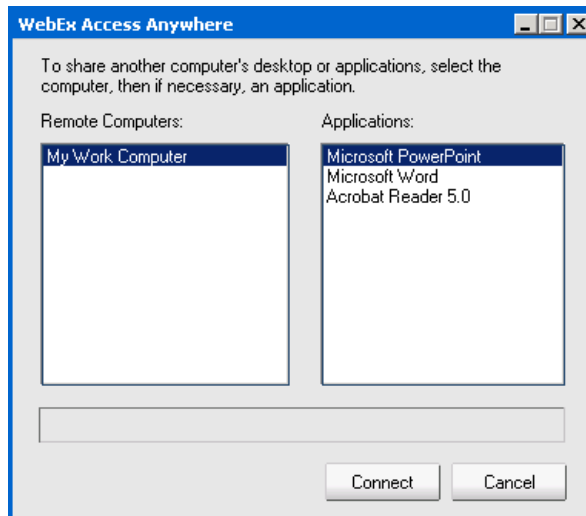 WebEx Access Anywhere
To share another computer's desktop or applications, select the
computer, then if necessary, an application.
Remote Computers:
My Work Computer
Applications:
Microsoft PowerPoint
Microsoft Word
Acrobat Reader 5.0
Connect
Cancel